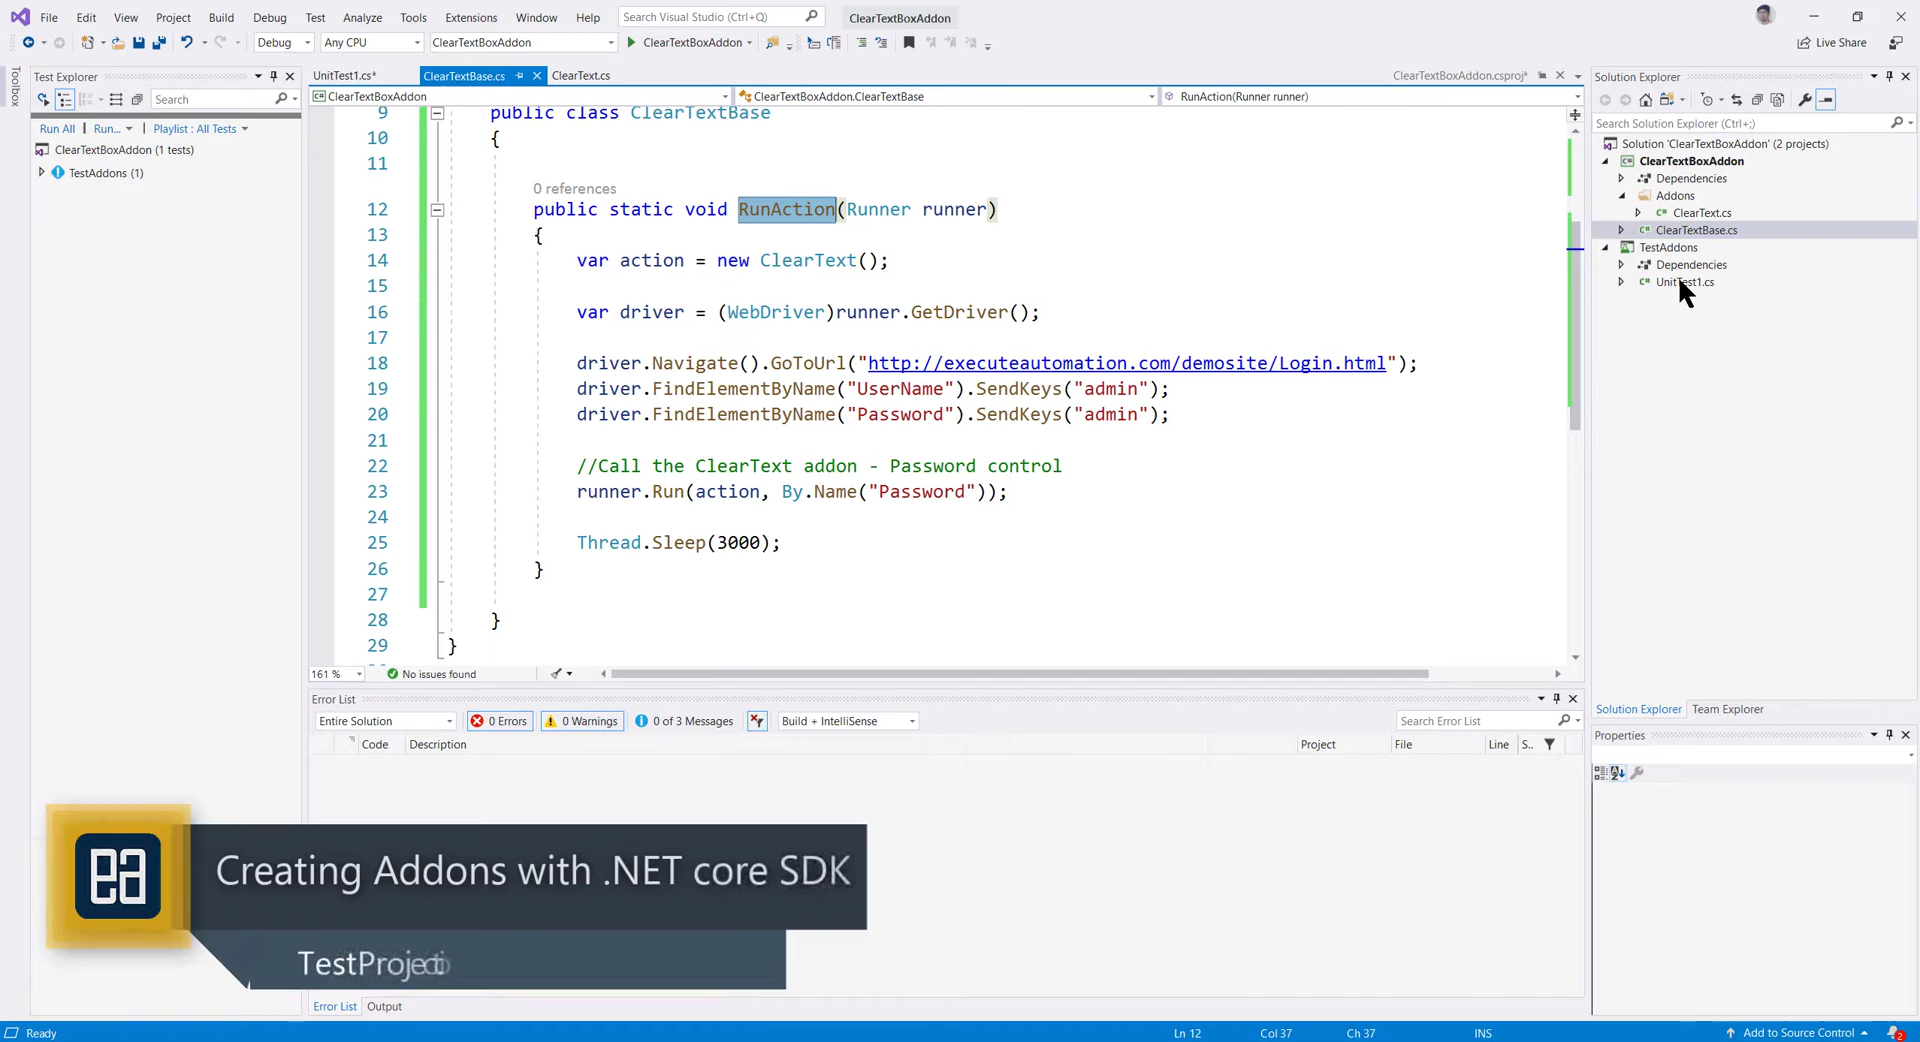 File Edit View Project Build Debug Test Analyze Tools Extensions Window Help Search Visual Studio (Ctrl+Q) ClearTextBoxAddon
Debug Any CPU ClearTextBoxAddon ClearTextBoxAddon Live Share
Toolbox
Test Explorer
Search
Run All | Run... | Playlist : All Tests
ClearTextBoxAddon (1 tests)
TestAddons (1)
UnitTest1.cs* ClearTextBase.cs ClearText.cs ClearTextBoxAddon.csproj*
ClearTextBoxAddon ClearTextBoxAddon.ClearTextBase RunAction(Runner runner)
9 public class ClearTextBase
10 {
11
0 references
12 public static void RunAction(Runner runner)
13 {
14 var action = new ClearText();
15
16 var driver = (WebDriver)runner.GetDriver();
17
18 driver.Navigate().GoToUrl("http://executeautomation.com/demosite/Login.html");
19 driver.FindElementByName("UserName").SendKeys("admin");
20 driver.FindElementByName("Password").SendKeys("admin");
21
22 //Call the ClearText addon - Password control
23 runner.Run(action, By.Name("Password"));
24
25 Thread.Sleep(3000);
26 }
27
28 }
29 }
161 % No issues found
Error List
Entire Solution 0 Errors 0 Warnings 0 of 3 Messages Build + IntelliSense Search Error List
Code Description Project File Line S..
Error List Output
Solution Explorer
Search Solution Explorer (Ctrl+;)
Solution 'ClearTextBoxAddon' (2 projects)
ClearTextBoxAddon
Dependencies
Addons
ClearText.cs
ClearTextBase.cs
TestAddons
Dependencies
UnitTest1.cs
Solution Explorer Team Explorer
Properties
ea
Creating Addons with .NET core SDK
Ready Ln 12 Col 37 Ch 37 INS Add to Source Control 2